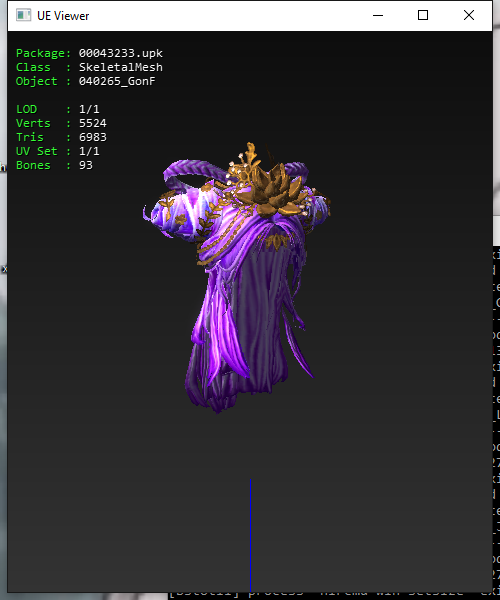 UE Viewer
Package: 00043233.upk
Class : SkeletalMesh
Object : 040265_GonF
LOD : 1/1
Verts : 5524
Tris : 6983
UV Set : 1/1
Bones : 93